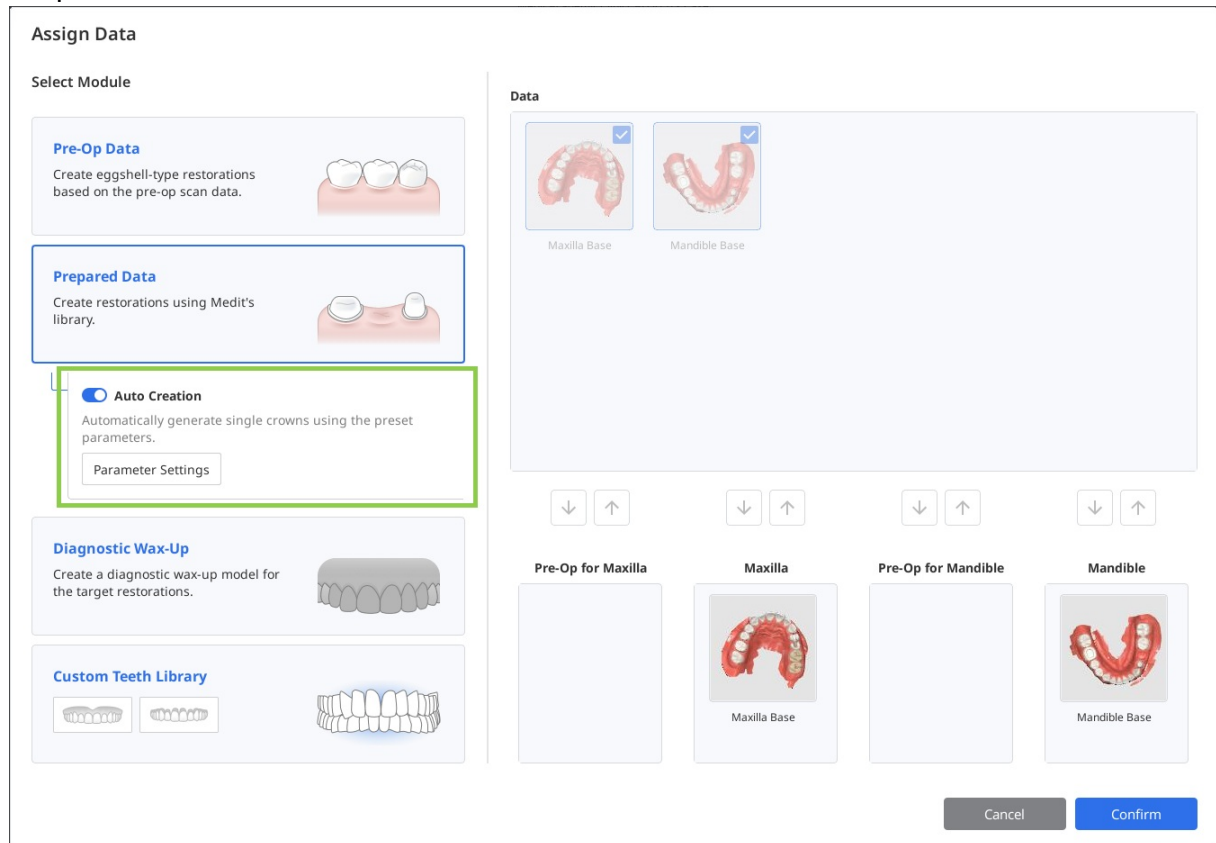 Assign Data
Select Module
Pre-Op Data
Create eggshell-type restorations
based on the pre-op scan data.
Prepared Data
Create restorations using Medit's
library.
Auto Creation
Automatically generate single crowns using the preset
parameters.
Parameter Settings
Diagnostic Wax-Up
Create a diagnostic wax-up model for
the target restorations.
Custom Teeth Library
Data
Maxilla Base
Mandible Base
Pre-Op for Maxilla
Maxilla
Pre-Op for Mandible
Mandible
Maxilla Base
Mandible Base
Cancel
Confirm